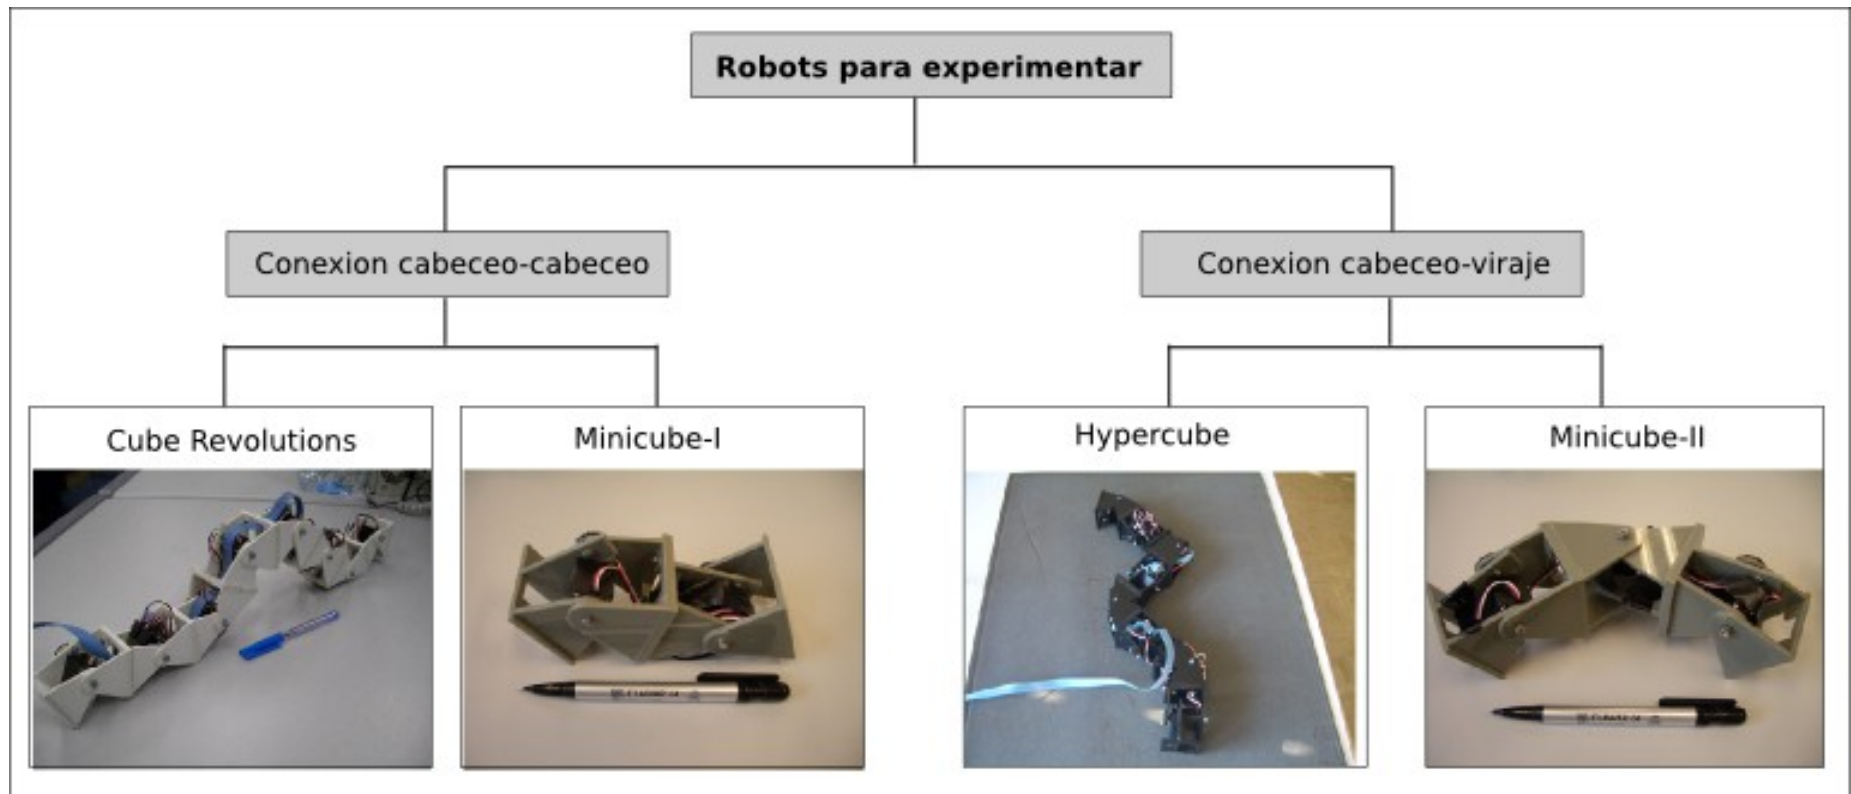 Robots para experimentar
Conexion cabeceo-cabeceo
Conexion cabeceo-viraje
Cube Revolutions
Minicube-I
Hypercube
Minicube-II